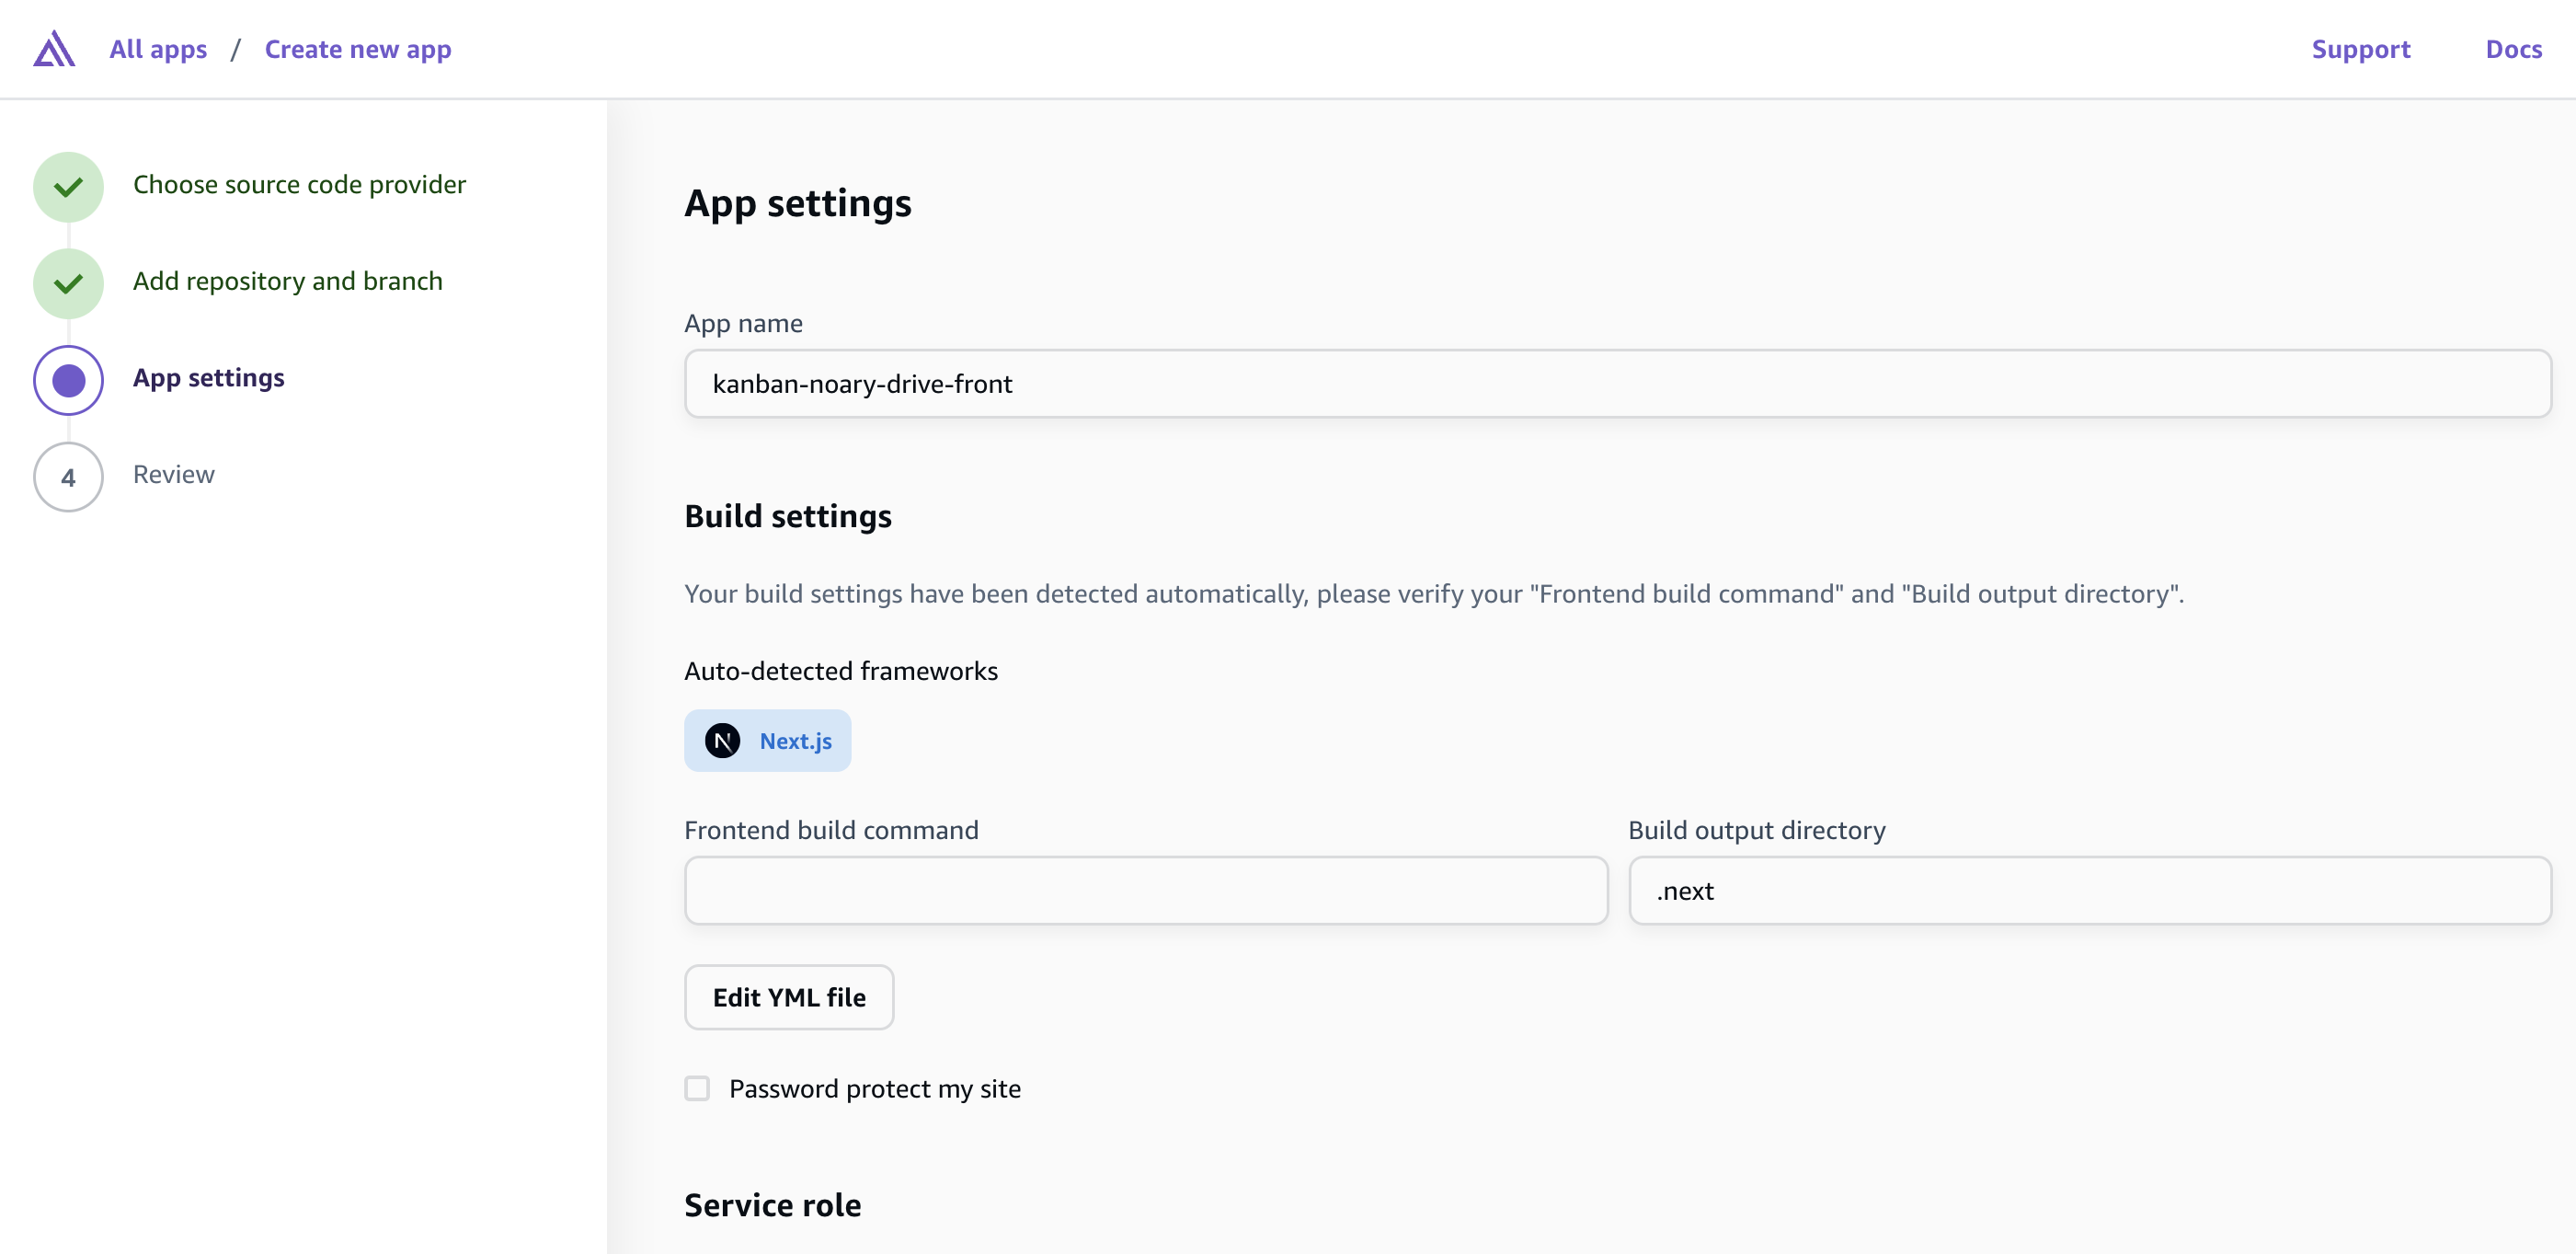 All apps / Create new app
Support
Docs
Choose source code provider
Add repository and branch
App settings
4 Review
App settings
App name
kanban-noary-drive-front
Build settings
Your build settings have been detected automatically, please verify your "Frontend build command" and "Build output directory".
Auto-detected frameworks
N Next.js
Frontend build command
Build output directory
.next
Edit YML file
Password protect my site
Service role